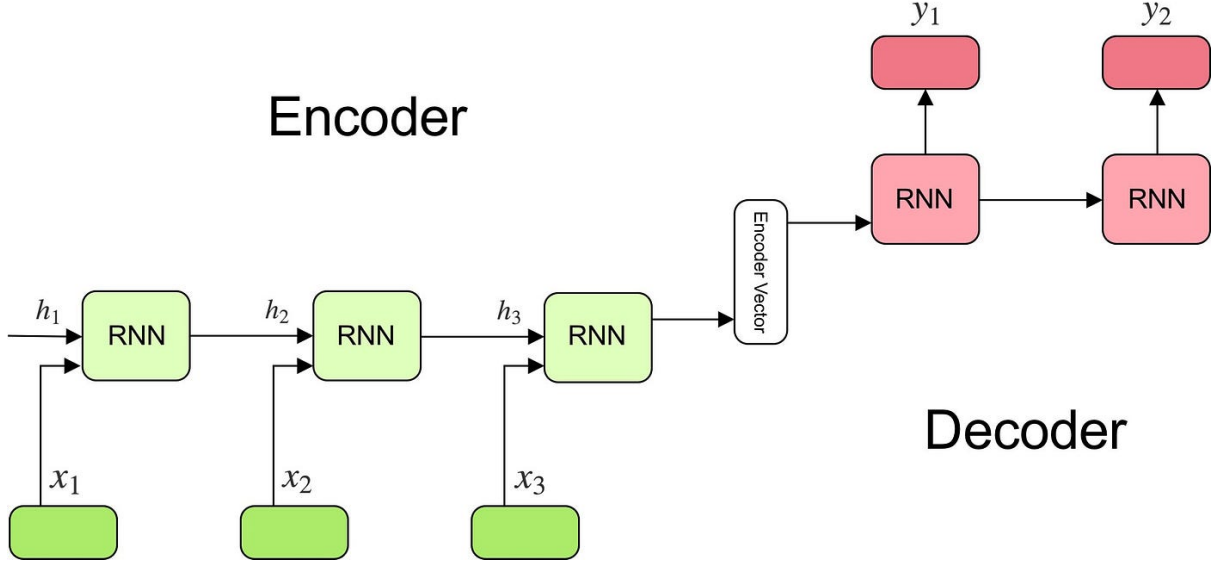 y₁
y₂
Encoder
RNN
RNN
Encoder Vector
h₁
RNN
h₂
RNN
h₃
RNN
Decoder
x₁
x₂
x₃